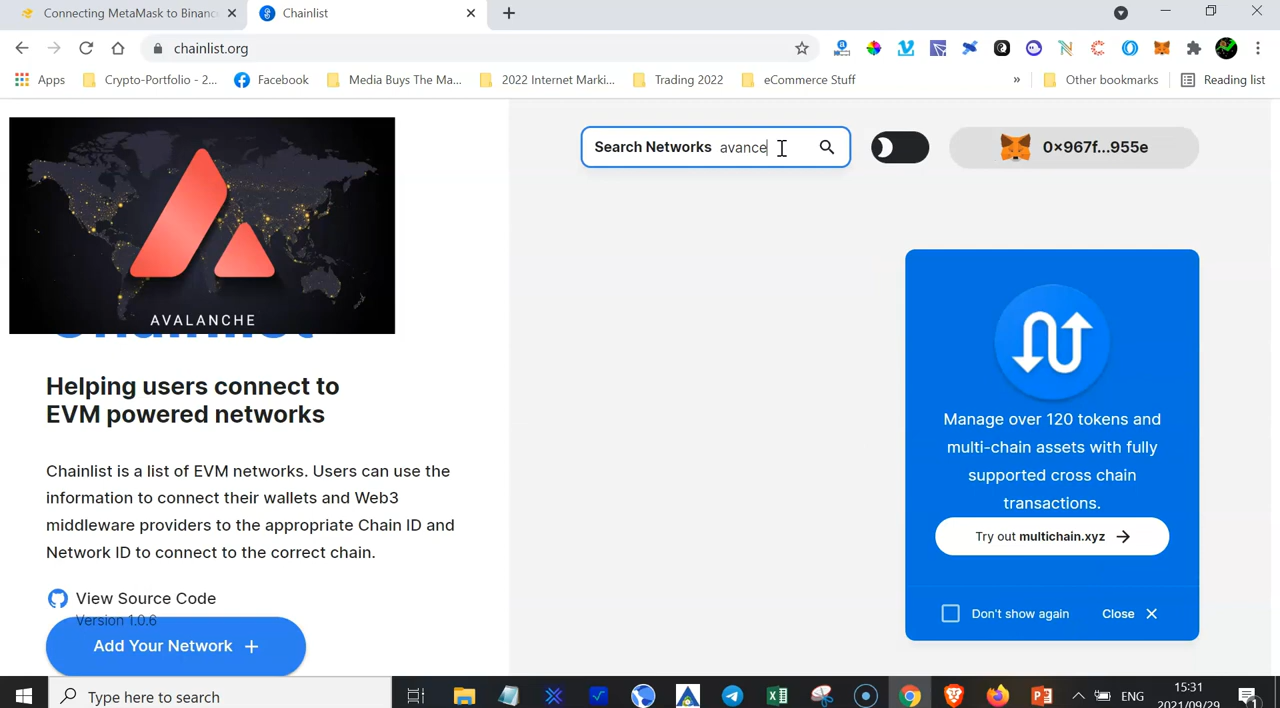 Connecting MetaMask to Binance
Chainlist
chainlist.org
Apps
Crypto-Portfolio - 2...
Facebook
Media Buys The Ma...
2022 Internet Marki...
Trading 2022
eCommerce Stuff
»
Other bookmarks
Reading list
AVALANCHE
Search Networks avance
0×967f...955e
Helping users connect to
EVM powered networks
Chainlist is a list of EVM networks. Users can use the
information to connect their wallets and Web3
middleware providers to the appropriate Chain ID and
Network ID to connect to the correct chain.
View Source Code
Version 1.0.6
Add Your Network +
Manage over 120 tokens and
multi-chain assets with fully
supported cross chain
transactions.
Try out multichain.xyz →
Don't show again
Close ×
Type here to search
ENG
15:31
2021/09/29
1